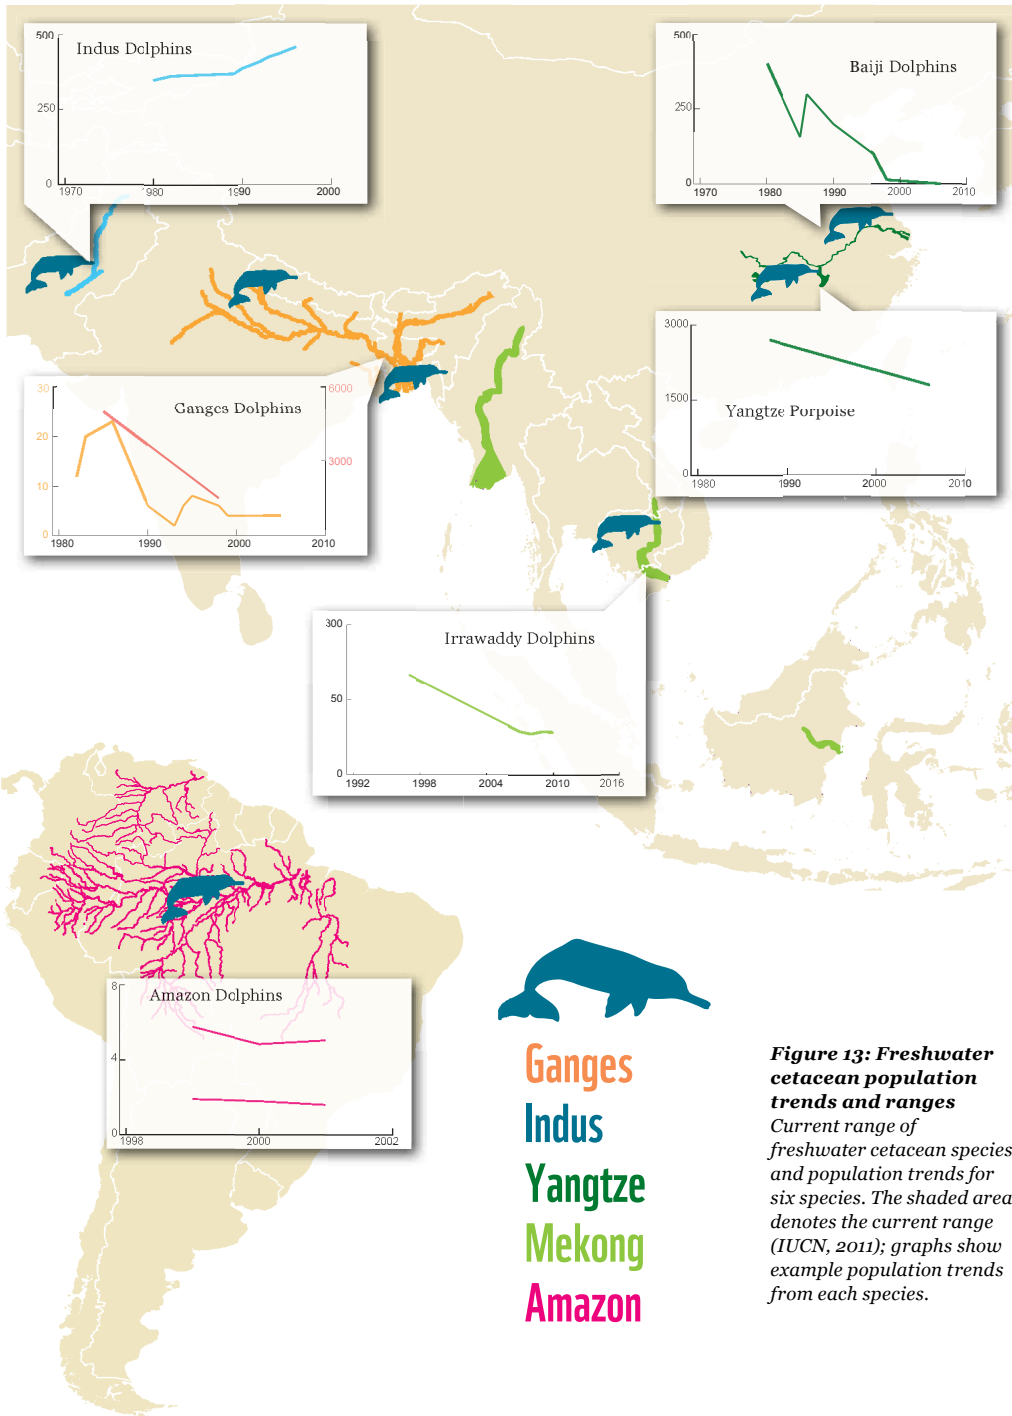 500
Indus Dolphins
250
0
1970
1980
1990
2000
500
Baiji Dolphins
250
0
1970
1980
1990
2000
2010
3000
1500
Yangtze Porpoise
0
1980
1990
2000
2010
30
6000
Ganges Dolphins
20
3000
10
0
1980
1990
2000
2010
300
Irrawaddy Dolphins
50
0
1992
1998
2004
2010
2016
8
Amazon Dolphins
4
0
1998
2000
2002
Ganges
Indus
Yangtze
Mekong
Amazon
Figure 13: Freshwater
cetacean population
trends and ranges
Current range of
freshwater cetacean species
and population trends for
six species. The shaded area
denotes the current range
(IUCN, 2011); graphs show
example population trends
from each species.